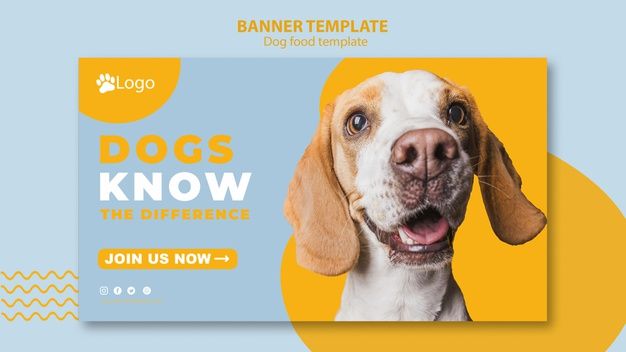 BANNER TEMPLATE
Dog food template
Logo
DOGS
KNOW
THE DIFFERENCE
JOIN US NOW